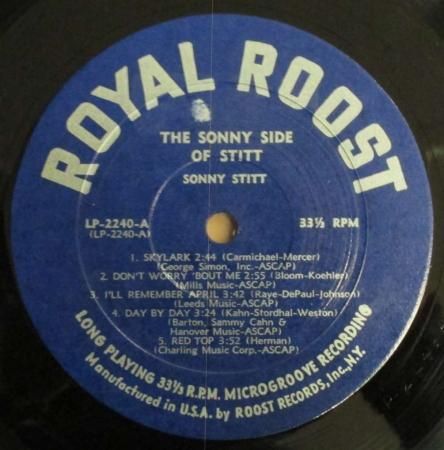 ROYAL ROOST
THE SONNY SIDE
OF STITT
SONNY STITT
LP-2240-A
(LP-2240-A)
33⅓ RPM
1. SKYLARK 2:44 (Carmichael-Mercer)
(George Simon, Inc.-ASCAP)
2. DON'T WORRY 'BOUT ME 2:55 (Bloom-Koehler)
(Mills Music-ASCAP)
3. I'LL REMEMBER APRIL 3:42 (Raye-DePaul-Johnson)
(Leeds Music-ASCAP)
4. DAY BY DAY 3:24 (Kahn-Stordhal-Weston)
(Barton, Sammy Cahn &
Hanover Music-ASCAP)
5. RED TOP 3:52 (Herman)
(Charling Music Corp.-ASCAP)
LONG PLAYING 33⅓ R.P.M. MICROGROOVE RECORDING
Manufactured in U.S.A. by ROOST RECORDS, Inc., N.Y.